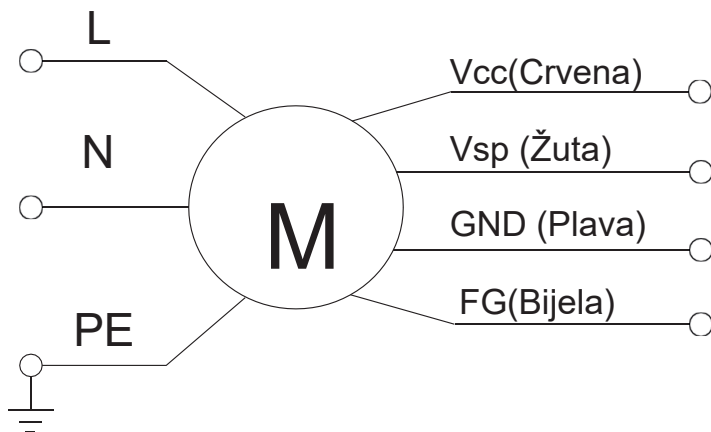 L
N
PE
M
Vcc(Crvena)
Vsp (Žuta)
GND (Plava)
FG(Bijela)